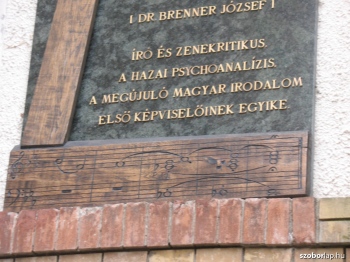 [ DR. BRENNER JÓZSEF ]
ÍRÓ ÉS ZENEKRITIKUS,
A HAZAI PSYCHOANALÍZIS,
A MEGÚJULÓ MAGYAR IRODALOM
ELSŐ KÉPVISELŐINEK EGYIKE.
szoborlap.hu